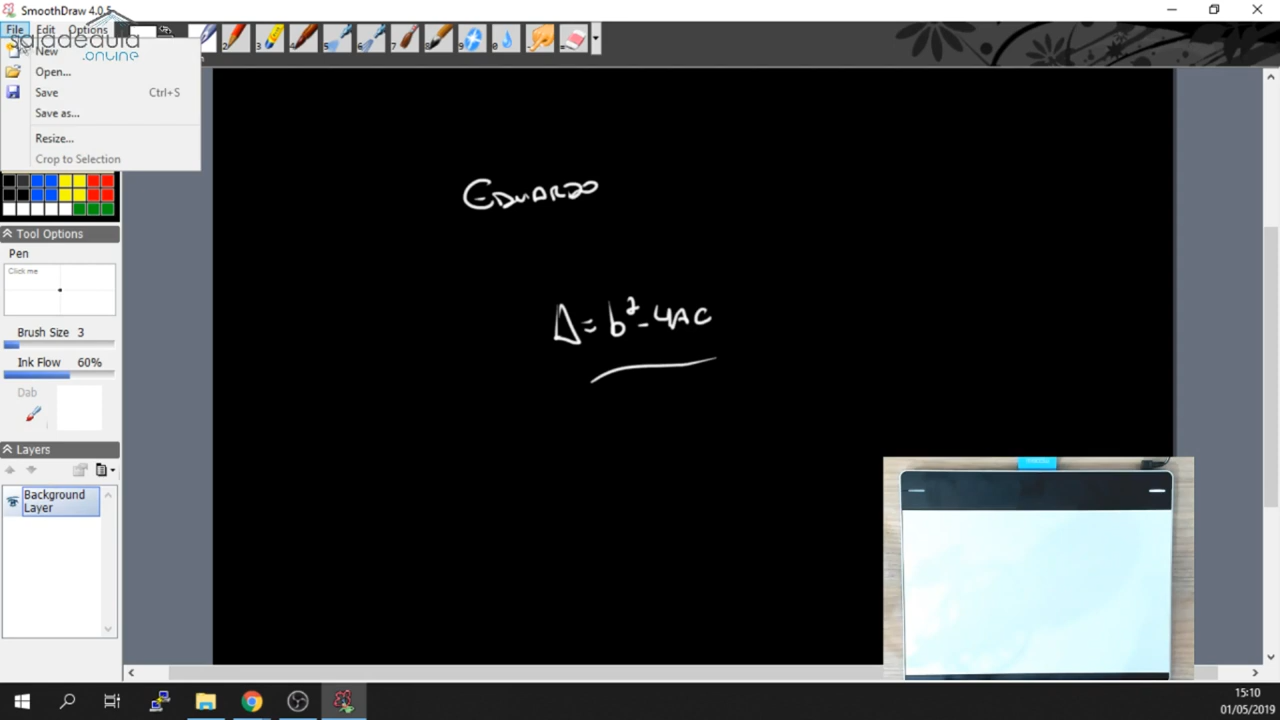 SmoothDraw 4.0.5
File Edit Options
saladeaula
.online
New
Open...
Save Ctrl+S
Save as...
Resize...
Crop to Selection
Tool Options
Pen
Click me
Brush Size 3
Ink Flow 60%
Dab
Layers
Background
Layer
EDUARDO
Δ = b² - 4AC
15:10
01/05/2019